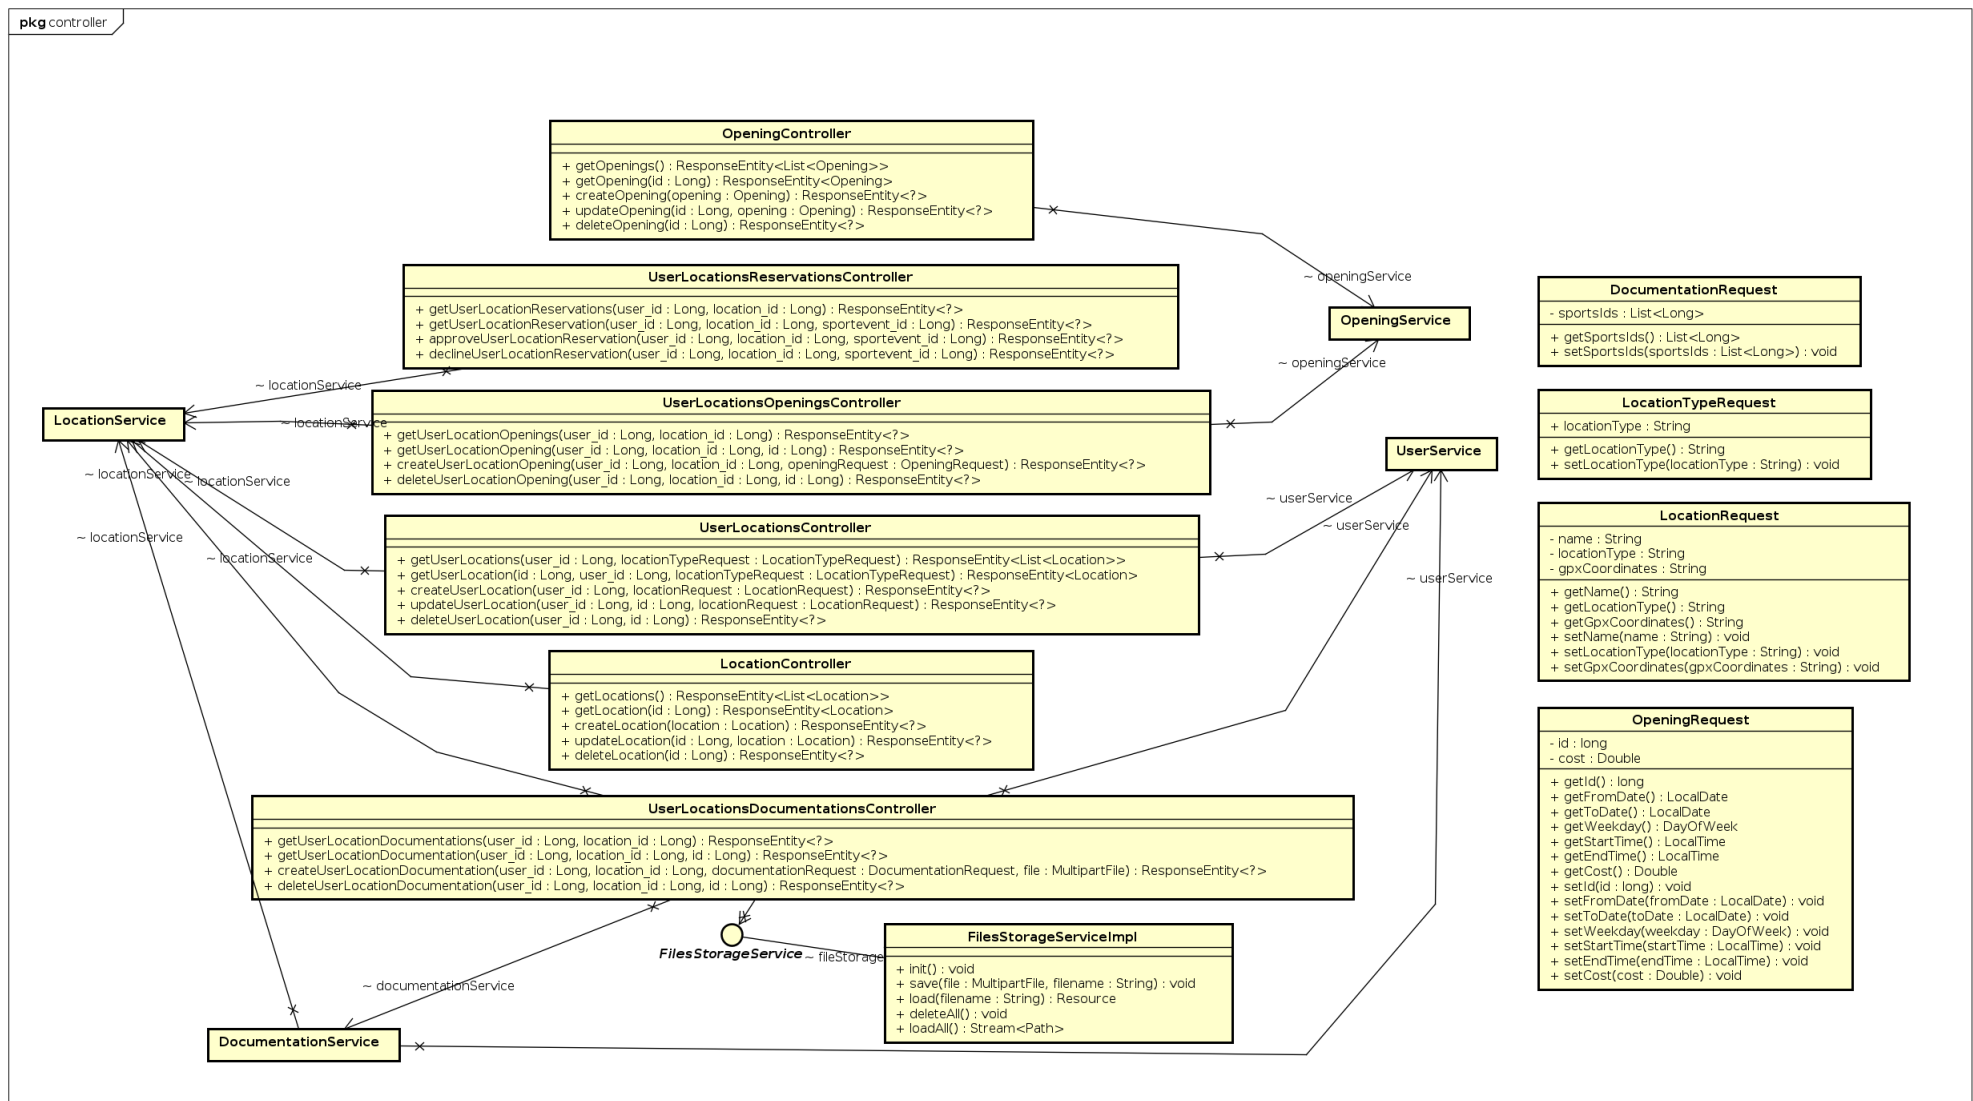 pkg controller
OpeningController
+ getOpenings() : ResponseEntity<List<Opening>>
+ getOpening(id : Long) : ResponseEntity<Opening>
+ createOpening(opening : Opening) : ResponseEntity<?>
+ updateOpening(id : Long, opening : Opening) : ResponseEntity<?>
+ deleteOpening(id : Long) : ResponseEntity<?>
UserLocationsReservationsController
+ getUserLocationReservations(user_id : Long, location_id : Long) : ResponseEntity<?>
+ getUserLocationReservation(user_id : Long, location_id : Long, sportevent_id : Long) : ResponseEntity<?>
+ approveUserLocationReservation(user_id : Long, location_id : Long, sportevent_id : Long) : ResponseEntity<?>
+ declineUserLocationReservation(user_id : Long, location_id : Long, sportevent_id : Long) : ResponseEntity<?>
~ openingService
OpeningService
~ openingService
~ locationService
LocationService
~ locationService
UserLocationsOpeningsController
+ getUserLocationOpenings(user_id : Long, location_id : Long) : ResponseEntity<?>
+ getUserLocationOpening(user_id : Long, location_id : Long, id : Long) : ResponseEntity<?>
+ createUserLocationOpening(user_id : Long, location_id : Long, openingRequest : OpeningRequest) : ResponseEntity<?>
+ deleteUserLocationOpening(user_id : Long, location_id : Long, id : Long) : ResponseEntity<?>
UserService
~ locationService
~ locationService
~ locationService
~ locationService
~ userService
~ userService
~ userService
UserLocationsController
+ getUserLocations(user_id : Long, locationTypeRequest : LocationTypeRequest) : ResponseEntity<List<Location>>
+ getUserLocation(id : Long, user_id : Long, locationTypeRequest : LocationTypeRequest) : ResponseEntity<Location>
+ createUserLocation(user_id : Long, locationRequest : LocationRequest) : ResponseEntity<?>
+ updateUserLocation(user_id : Long, id : Long, locationRequest : LocationRequest) : ResponseEntity<?>
+ deleteUserLocation(user_id : Long, id : Long) : ResponseEntity<?>
LocationController
+ getLocations() : ResponseEntity<List<Location>>
+ getLocation(id : Long) : ResponseEntity<Location>
+ createLocation(location : Location) : ResponseEntity<?>
+ updateLocation(id : Long, location : Location) : ResponseEntity<?>
+ deleteLocation(id : Long) : ResponseEntity<?>
UserLocationsDocumentationsController
+ getUserLocationDocumentations(user_id : Long, location_id : Long) : ResponseEntity<?>
+ getUserLocationDocumentation(user_id : Long, location_id : Long, id : Long) : ResponseEntity<?>
+ createUserLocationDocumentation(user_id : Long, location_id : Long, documentationRequest : DocumentationRequest, file : MultipartFile) : ResponseEntity<?>
+ deleteUserLocationDocumentation(user_id : Long, location_id : Long, id : Long) : ResponseEntity<?>
FilesStorageService
~ fileStorage
~ documentationService
DocumentationService
FilesStorageServiceImpl
+ init() : void
+ save(file : MultipartFile, filename : String) : void
+ load(filename : String) : Resource
+ deleteAll() : void
+ loadAll() : Stream<Path>
DocumentationRequest
- sportsIds : List<Long>
+ getSportsIds() : List<Long>
+ setSportsIds(sportsIds : List<Long>) : void
LocationTypeRequest
+ locationType : String
+ getLocationType() : String
+ setLocationType(locationType : String) : void
LocationRequest
- name : String
- locationType : String
- gpxCoordinates : String
+ getName() : String
+ getLocationType() : String
+ getGpxCoordinates() : String
+ setName(name : String) : void
+ setLocationType(locationType : String) : void
+ setGpxCoordinates(gpxCoordinates : String) : void
OpeningRequest
- id : long
- cost : Double
+ getId() : long
+ getFromDate() : LocalDate
+ getToDate() : LocalDate
+ getWeekday() : DayOfWeek
+ getStartTime() : LocalTime
+ getEndTime() : LocalTime
+ getCost() : Double
+ setId(id : long) : void
+ setFromDate(fromDate : LocalDate) : void
+ setToDate(toDate : LocalDate) : void
+ setWeekday(weekday : DayOfWeek) : void
+ setStartTime(startTime : LocalTime) : void
+ setEndTime(endTime : LocalTime) : void
+ setCost(cost : Double) : void